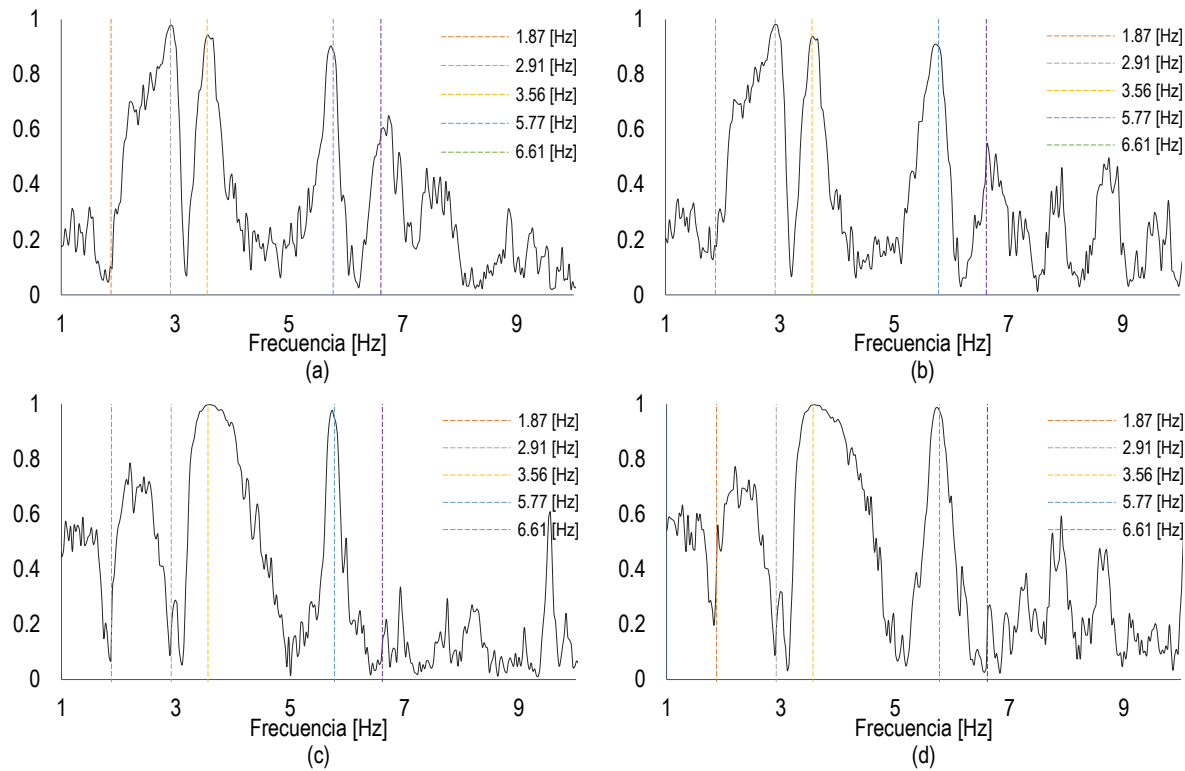 1
0.8
0.6
0.4
0.2
0
1 3 5 7 9
1.87 [Hz]
2.91 [Hz]
3.56 [Hz]
5.77 [Hz]
6.61 [Hz]
Frecuencia [Hz]
(a)
1
0.8
0.6
0.4
0.2
0
1 3 5 7 9
1.87 [Hz]
2.91 [Hz]
3.56 [Hz]
5.77 [Hz]
6.61 [Hz]
Frecuencia [Hz]
(b)
1
0.8
0.6
0.4
0.2
0
1 3 5 7 9
1.87 [Hz]
2.91 [Hz]
3.56 [Hz]
5.77 [Hz]
6.61 [Hz]
Frecuencia [Hz]
(c)
1
0.8
0.6
0.4
0.2
0
1 3 5 7 9
1.87 [Hz]
2.91 [Hz]
3.56 [Hz]
5.77 [Hz]
6.61 [Hz]
Frecuencia [Hz]
(d)